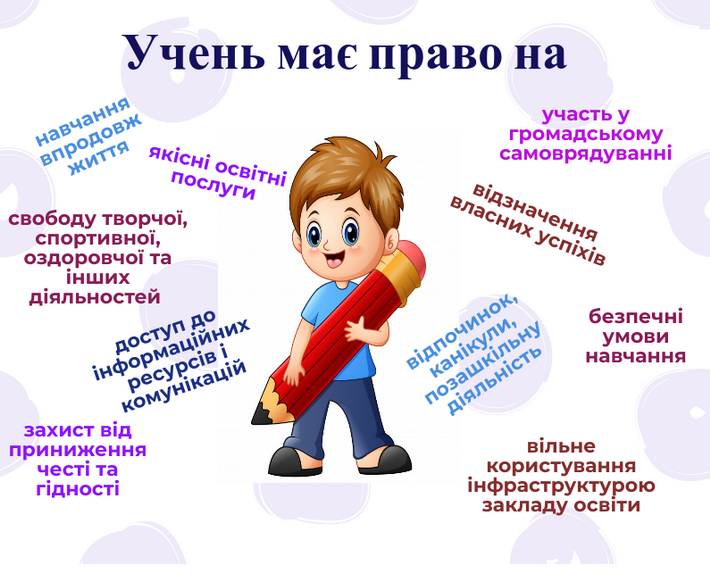 Учень має право на
навчання
впродовж
життя
якісні освітні
послуги
участь у
громадському
самоврядуванні
відзначення
власних успіхів
свободу творчої,
спортивної,
оздоровчої та
інших
діяльностей
доступ до
інформаційних
ресурсів і
комунікацій
відпочинок,
канікули,
позашкільну
діяльність
безпечні
умови
навчання
захист від
приниження
честі та
гідності
вільне
користування
інфраструктурою
закладу освіти